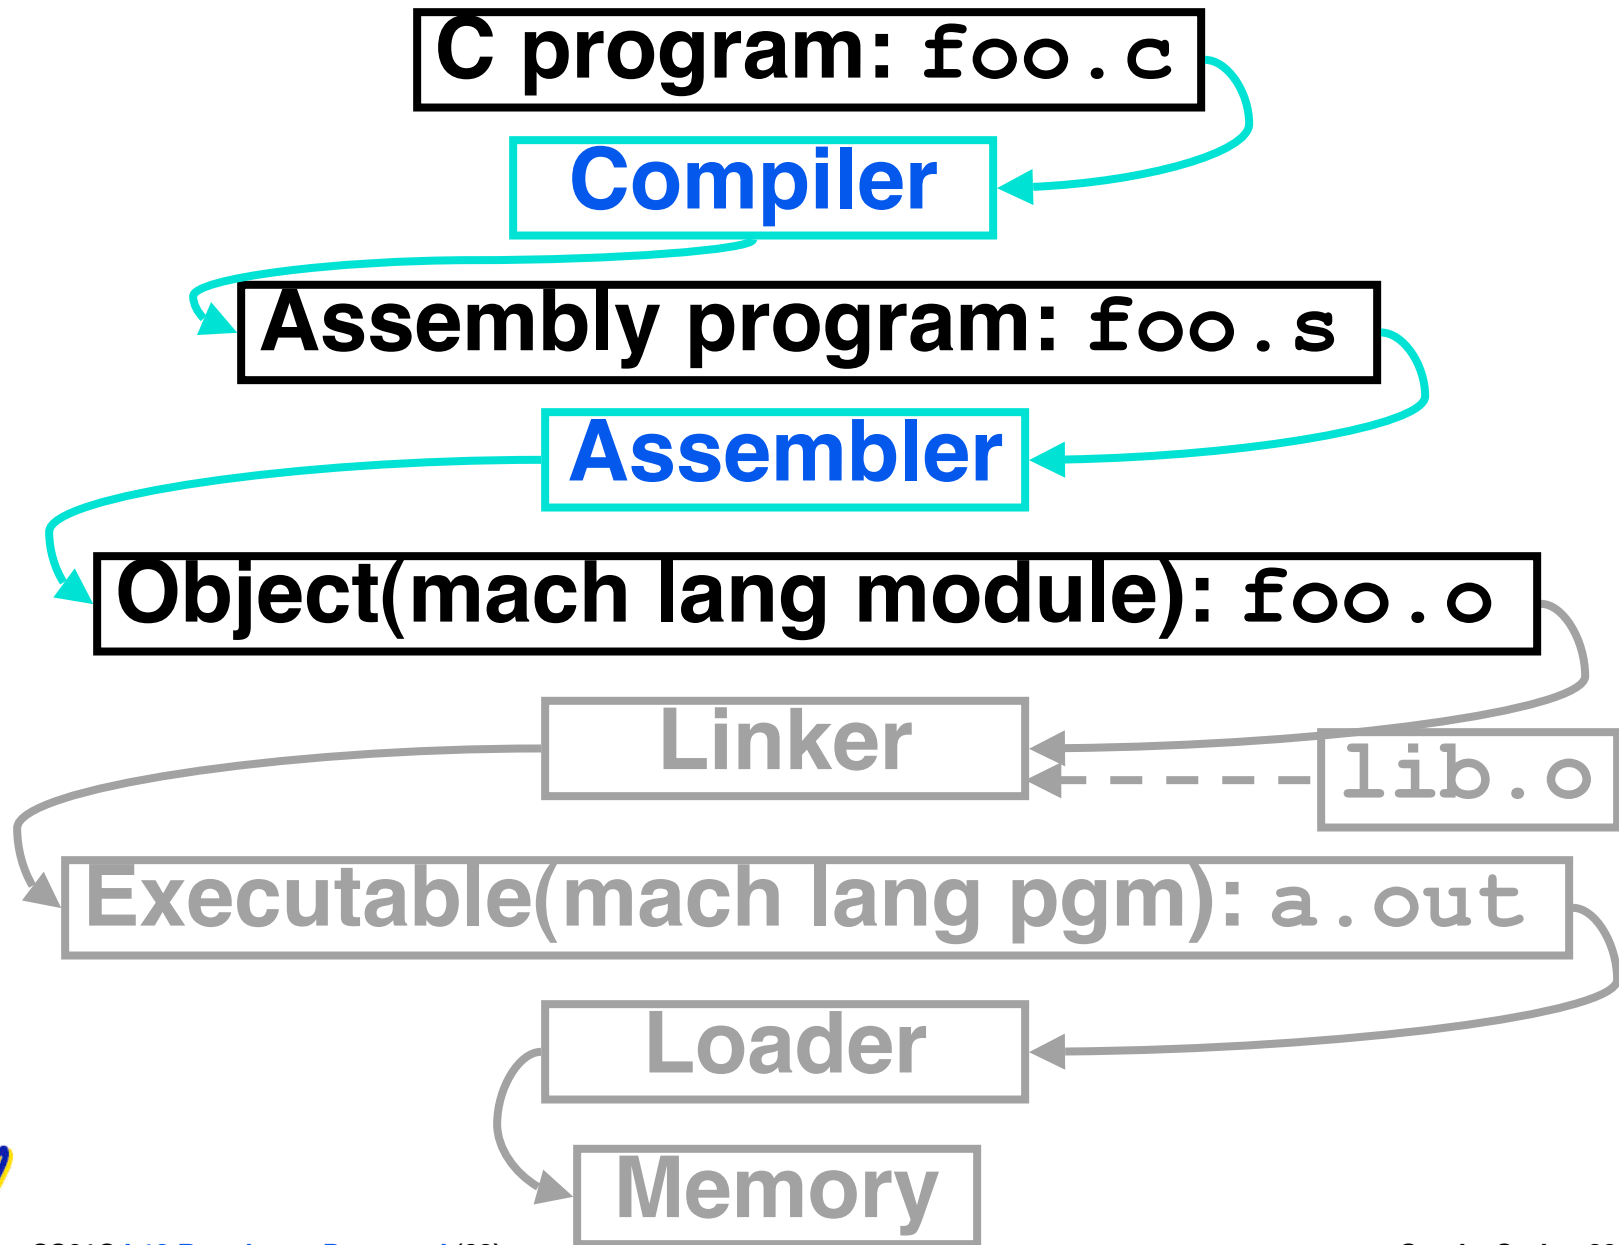 C program: foo.c
Compiler
Assembly program: foo.s
Assembler
Object(mach lang module): foo.o
Linker
lib.o
Executable(mach lang pgm): a.out
Loader
Memory